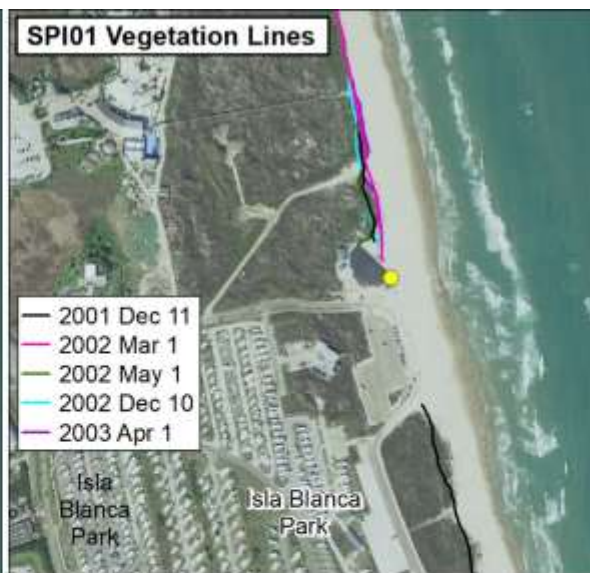 SPI01 Vegetation Lines
2001 Dec 11
2002 Mar 1
2002 May 1
2002 Dec 10
2003 Apr 1
Isla
Blanca
Park
Isla Blanca
Park